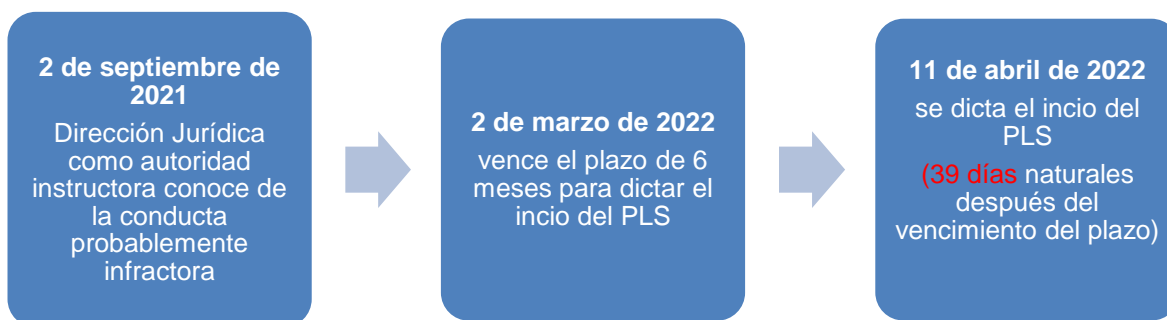 2 de septiembre de
2021
Dirección Jurídica
como autoridad
instructora conoce de
la conducta
probablemente
infractora
2 de marzo de 2022
vence el plazo de 6
meses para dictar el
incio del PLS
11 de abril de 2022
se dicta el incio del
PLS
(39 días naturales
después del
vencimiento del plazo)